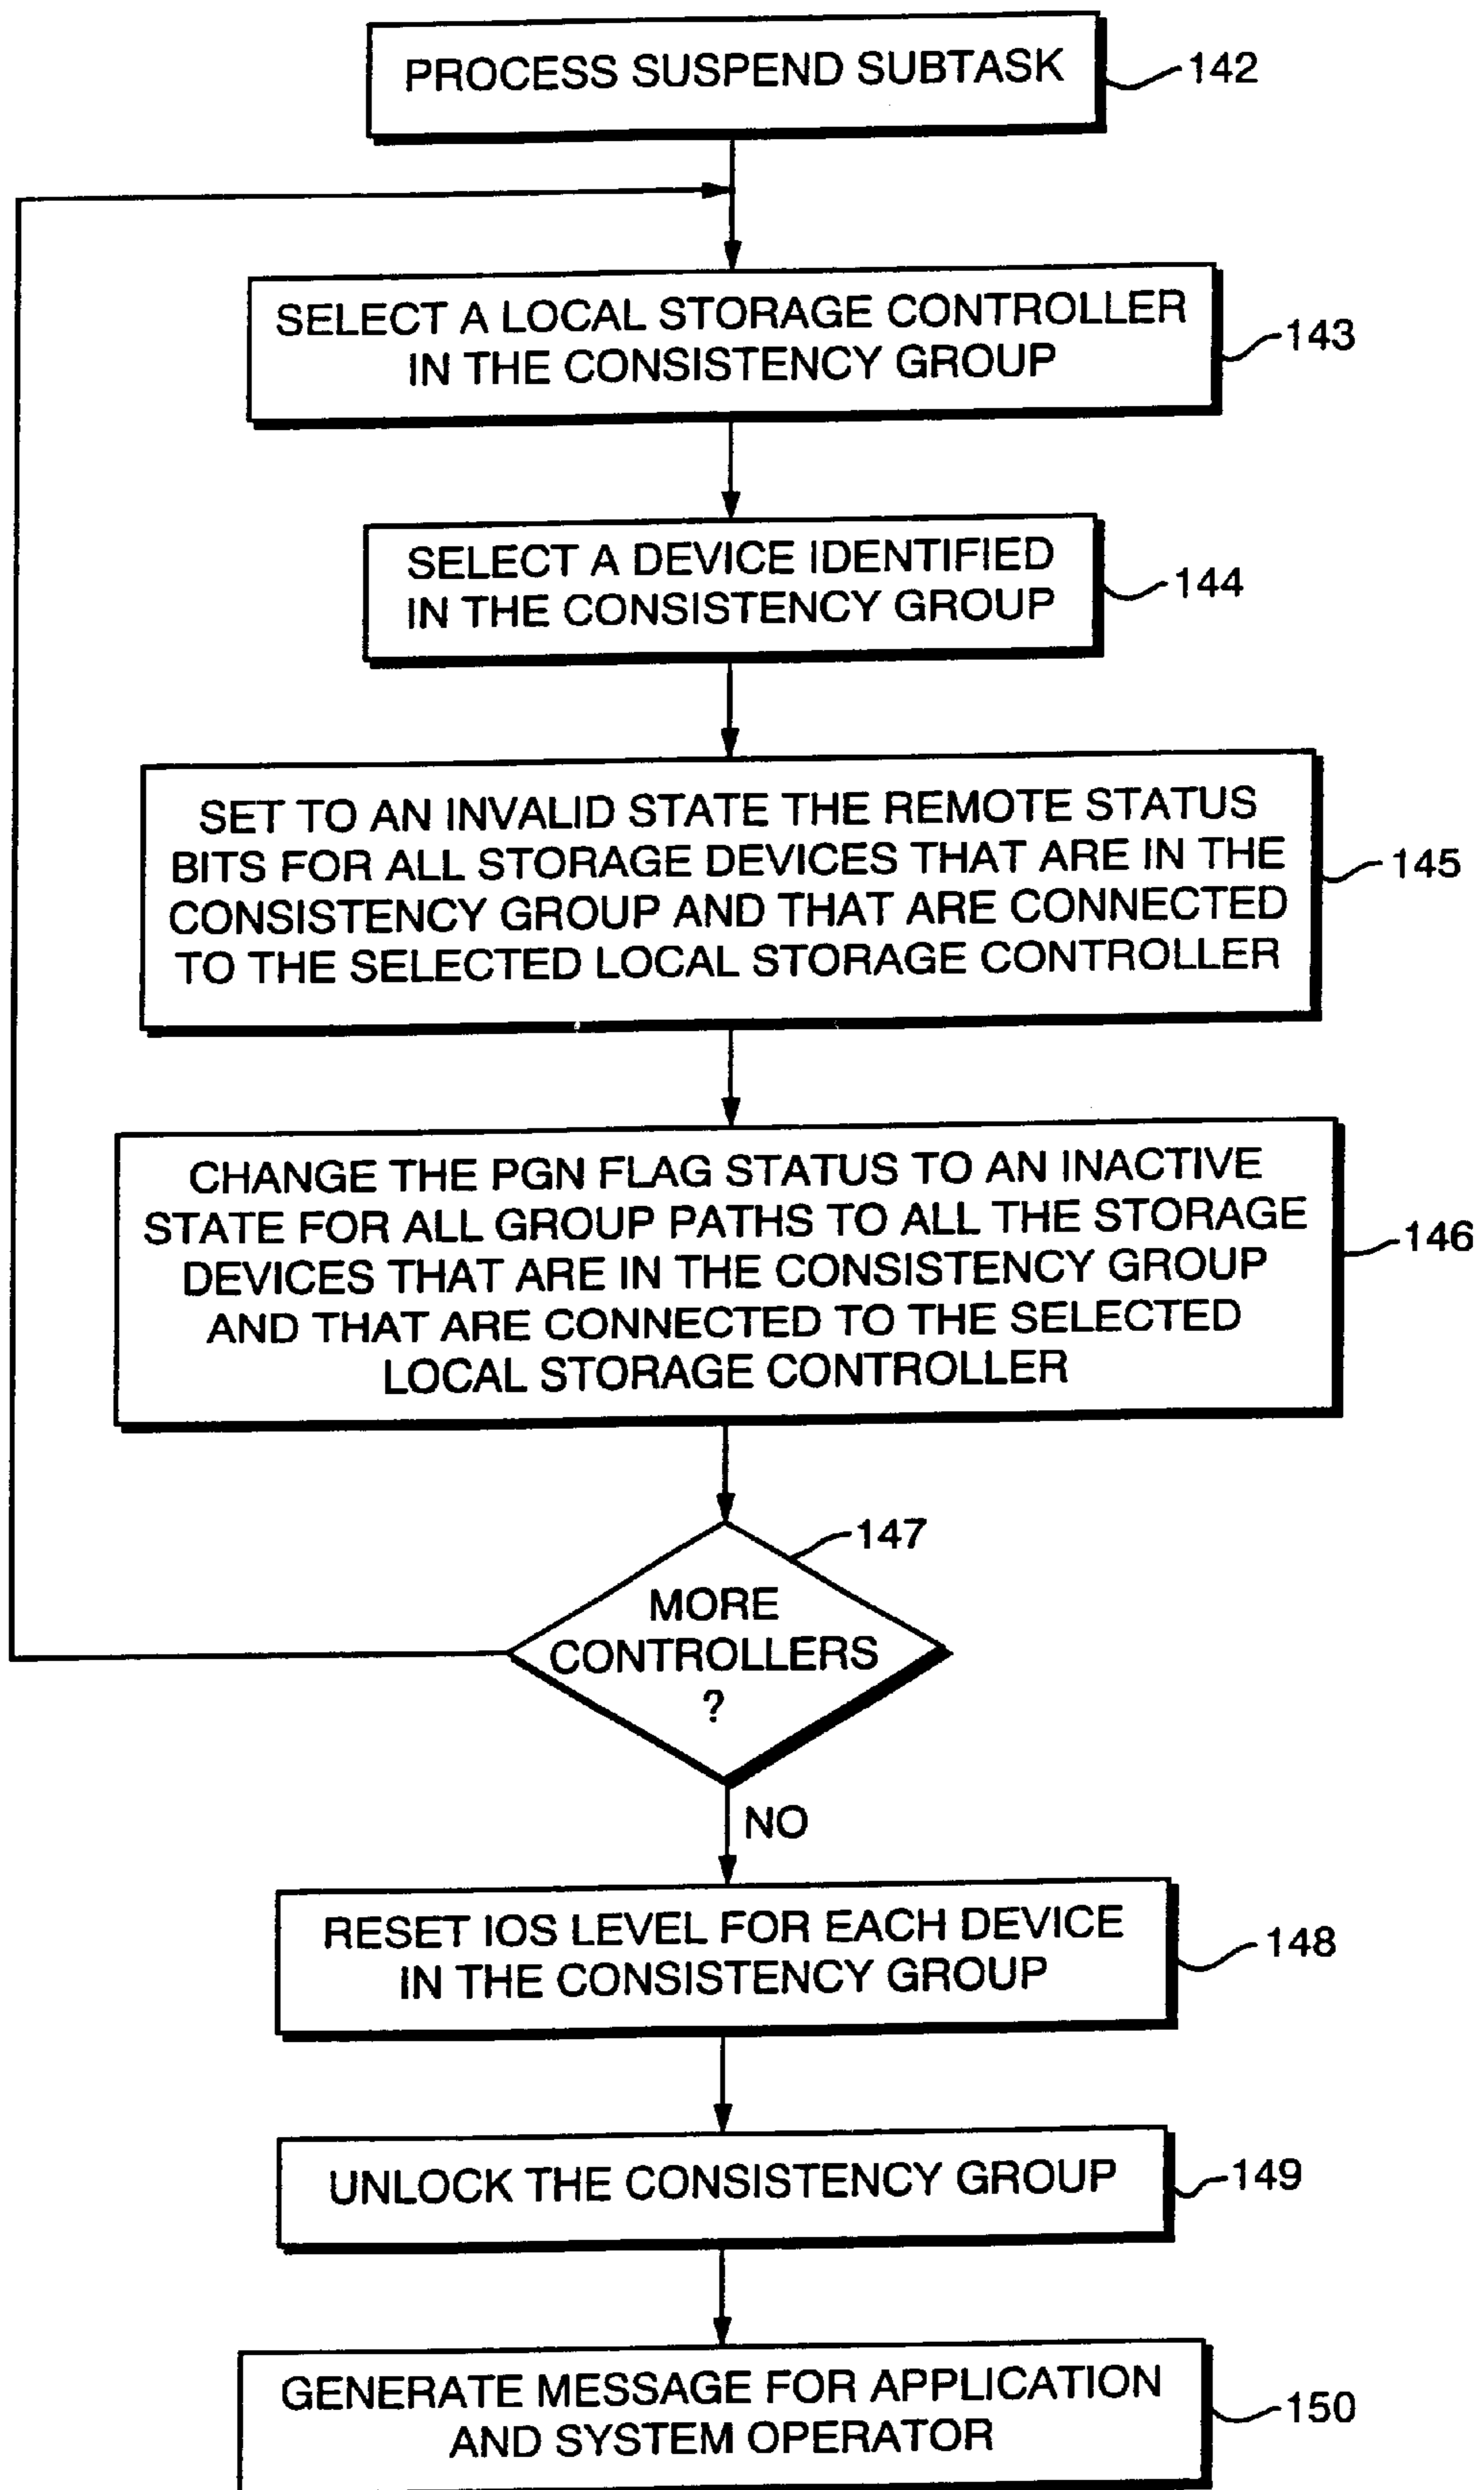 PROCESS SUSPEND SUBTASK
142
SELECT A LOCAL STORAGE CONTROLLER
IN THE CONSISTENCY GROUP
143
SELECT A DEVICE IDENTIFIED
IN THE CONSISTENCY GROUP
144
SET TO AN INVALID STATE THE REMOTE STATUS
BITS FOR ALL STORAGE DEVICES THAT ARE IN THE
CONSISTENCY GROUP AND THAT ARE CONNECTED
TO THE SELECTED LOCAL STORAGE CONTROLLER
145
CHANGE THE PGN FLAG STATUS TO AN INACTIVE
STATE FOR ALL GROUP PATHS TO ALL THE STORAGE
DEVICES THAT ARE IN THE CONSISTENCY GROUP
AND THAT ARE CONNECTED TO THE SELECTED
LOCAL STORAGE CONTROLLER
146
147
MORE
CONTROLLERS
?
NO
RESET IOS LEVEL FOR EACH DEVICE
IN THE CONSISTENCY GROUP
148
UNLOCK THE CONSISTENCY GROUP
149
GENERATE MESSAGE FOR APPLICATION
AND SYSTEM OPERATOR
150